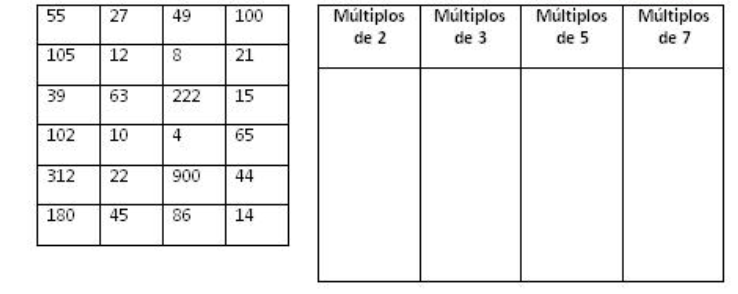 55 27 49 100
105 12 8 21
39 63 222 15
102 10 4 65
312 22 900 44
180 45 86 14
Múltiplos de 2
Múltiplos de 3
Múltiplos de 5
Múltiplos de 7